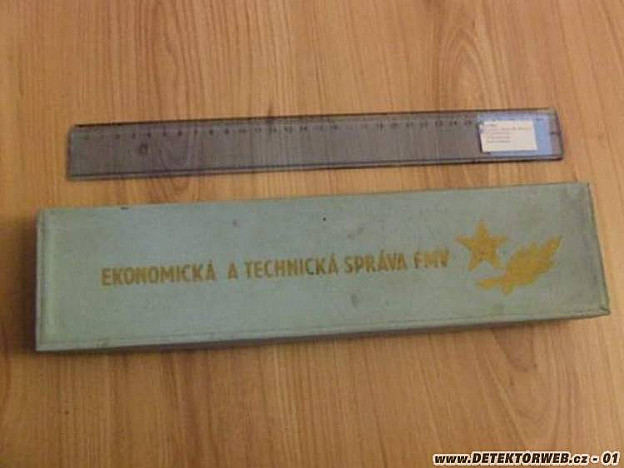 EKONOMICKÁ A TECHNICKÁ SPRÁVA FMV
www.DETEKTORWEB.cz - 01